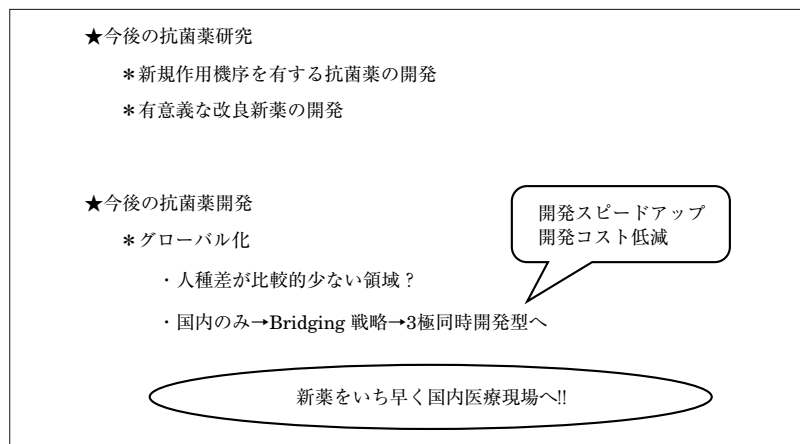 ★今後の抗菌薬研究
＊新規作用機序を有する抗菌薬の開発
＊有意義な改良新薬の開発
★今後の抗菌薬開発
＊グローバル化
・人種差が比較的少ない領域？
・国内のみ→Bridging 戦略→3極同時開発型へ
開発スピードアップ
開発コスト低減
新薬をいち早く国内医療現場へ!!